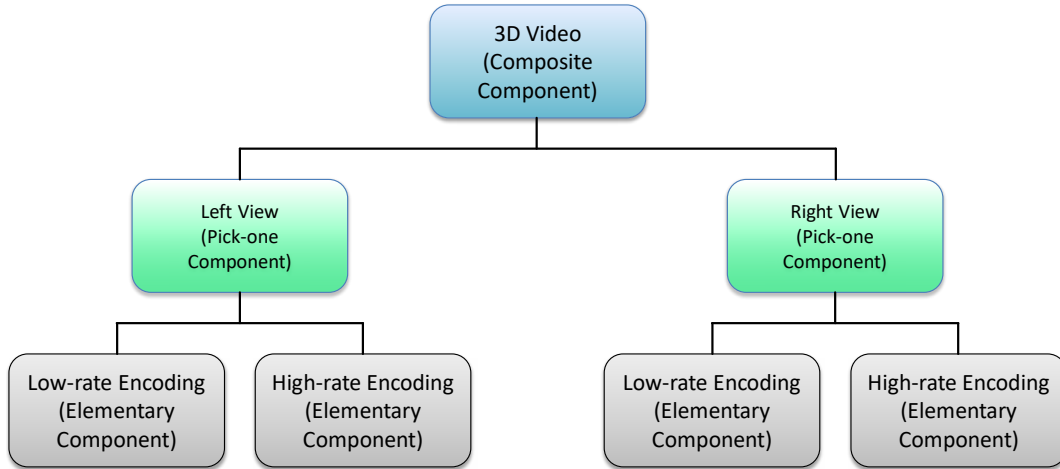 3D Video
(Composite
Component)
Left View
(Pick-one
Component)
Right View
(Pick-one
Component)
Low-rate Encoding
(Elementary
Component)
High-rate Encoding
(Elementary
Component)
Low-rate Encoding
(Elementary
Component)
High-rate Encoding
(Elementary
Component)